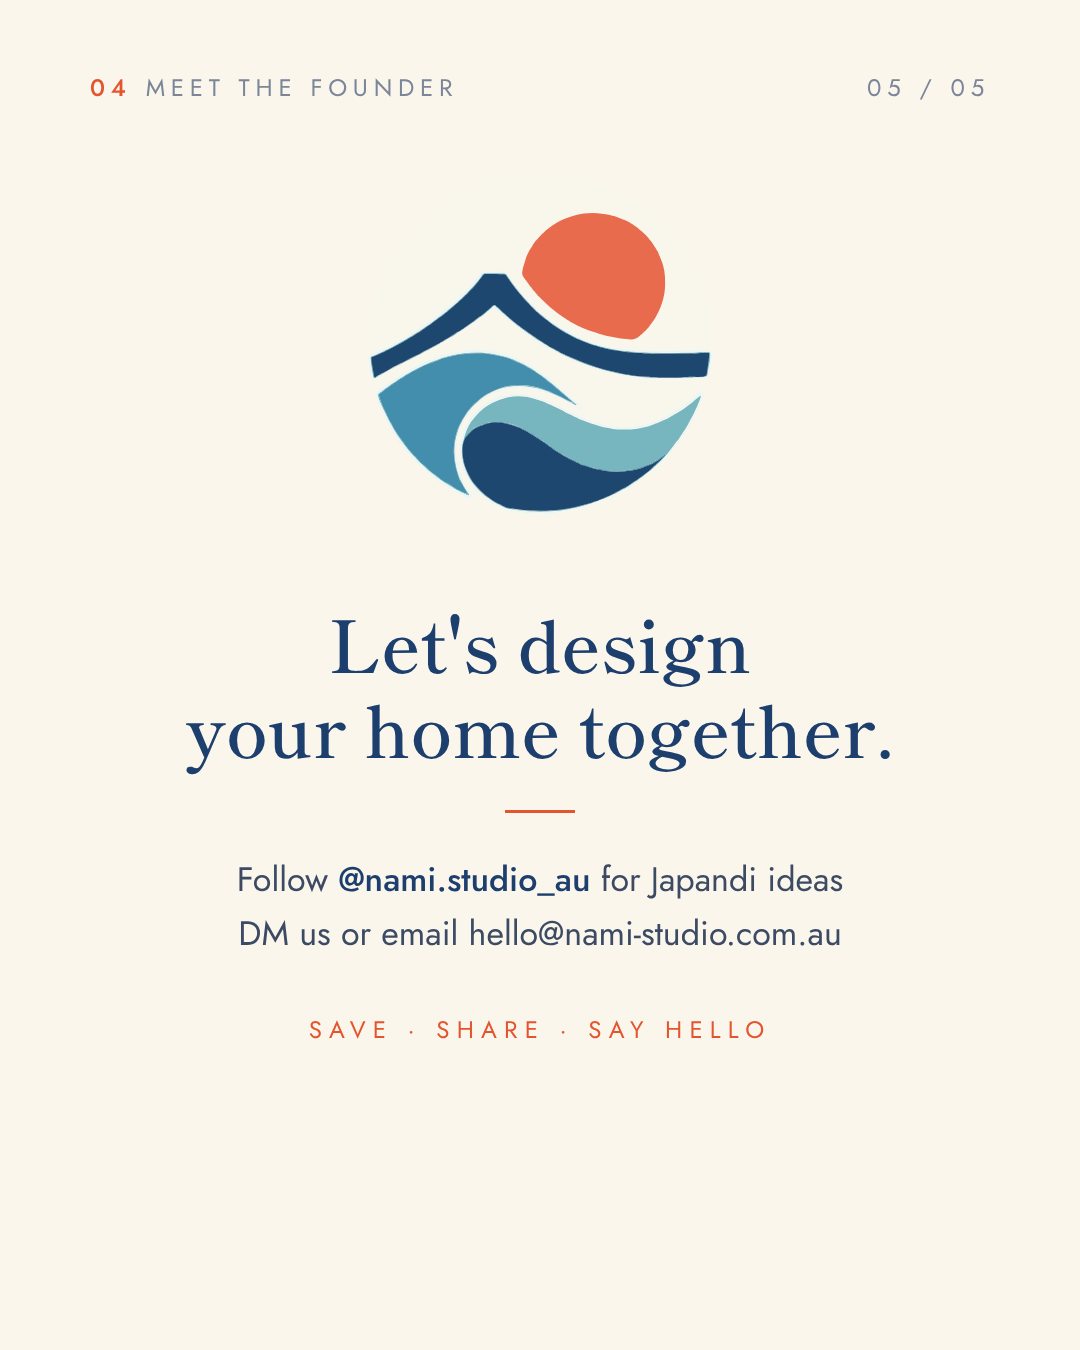 04 MEET THE FOUNDER
05 / 05
Let's design
your home together.
Follow @nami.studio_au for Japandi ideas
DM us or email hello@nami-studio.com.au
SAVE · SHARE · SAY HELLO